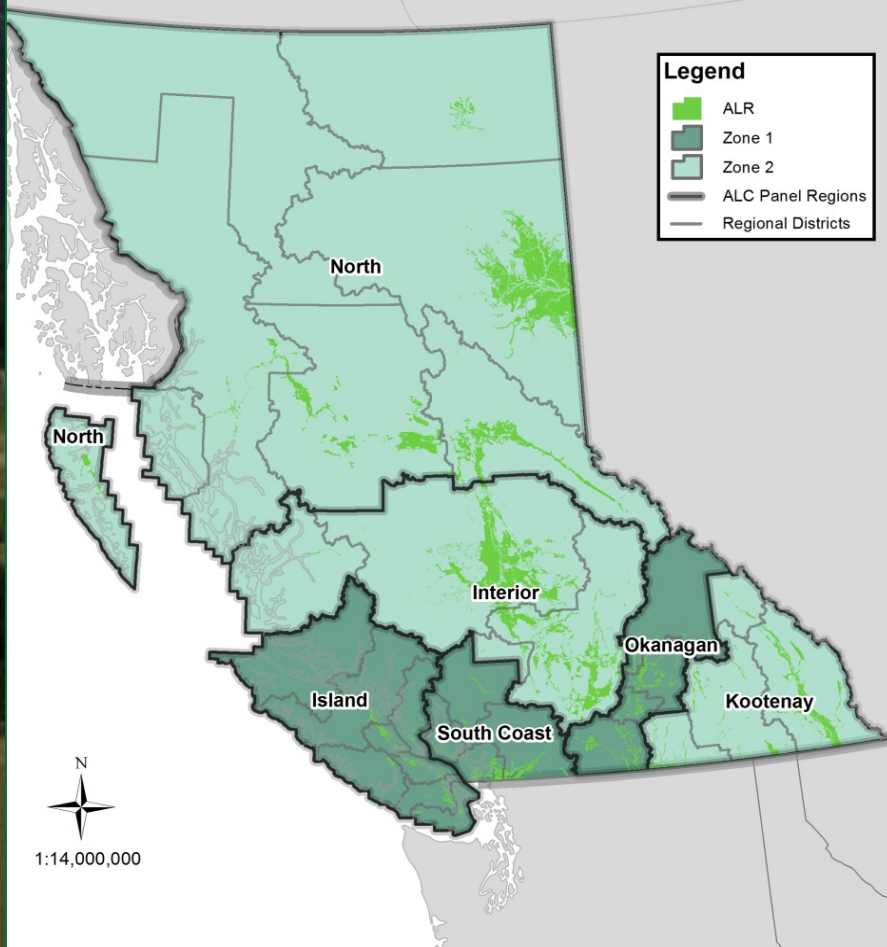 Legend
ALR
Zone 1
Zone 2
ALC Panel Regions
Regional Districts
North
North
Interior
Okanagan
Island
Kootenay
South Coast
N
1:14,000,000